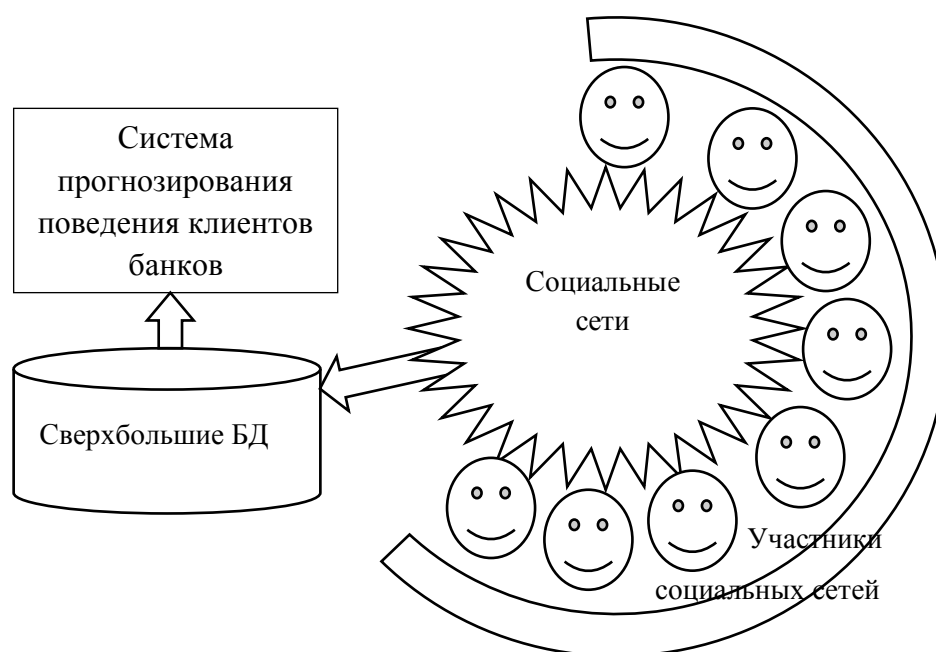 Система
прогнозирования
поведения клиентов
банков
Социальные
сети
Сверхбольшие БД
Участники
социальных сетей